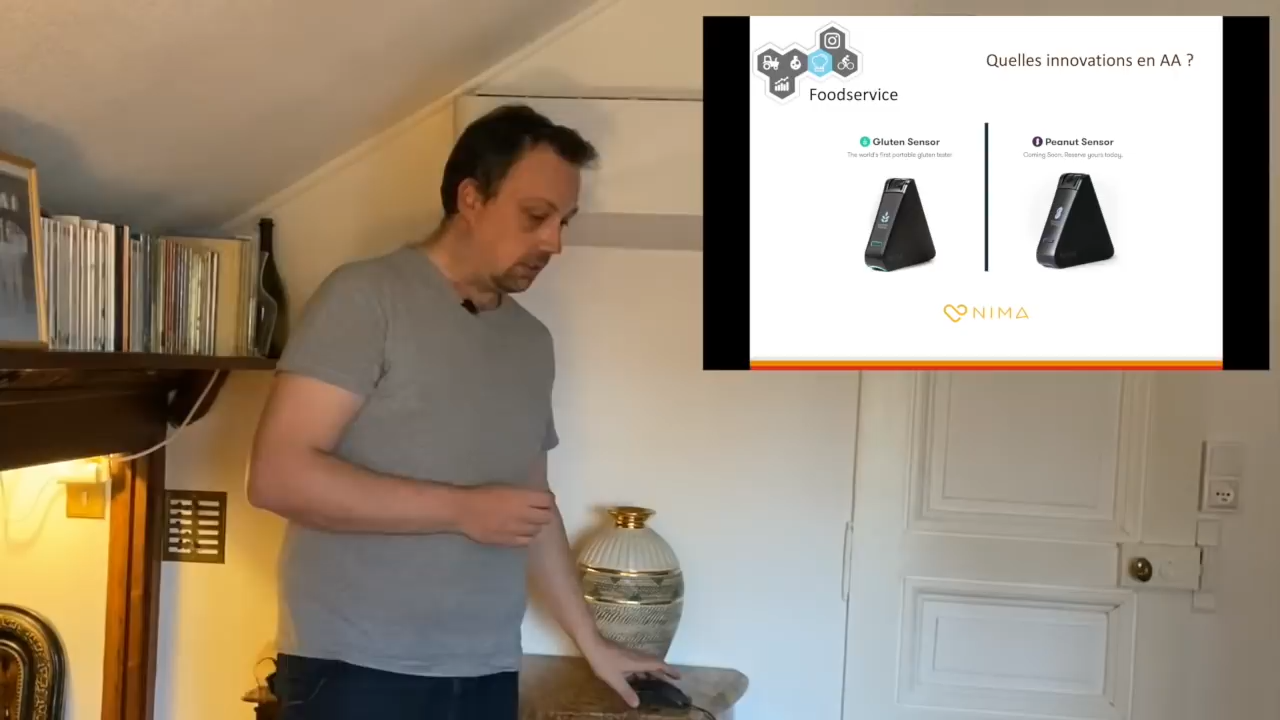 Quelles innovations en AA ?
Foodservice
Gluten Sensor
The world's first portable gluten tester.
Peanut Sensor
Coming Soon. Reserve yours today.
NIMA